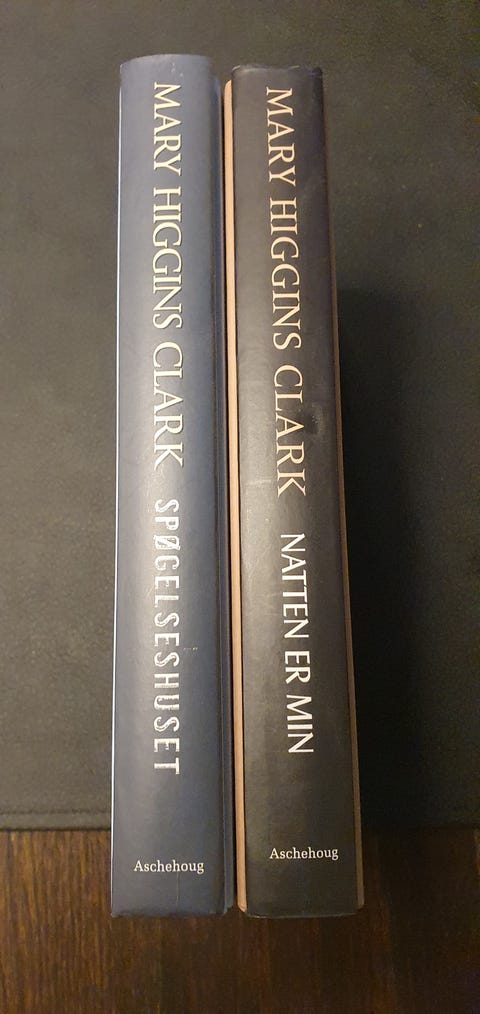 MARY HIGGINS CLARK SPØGELSESHUSET
Aschehoug
MARY HIGGINS CLARK NATTEN ER MIN
Aschehoug